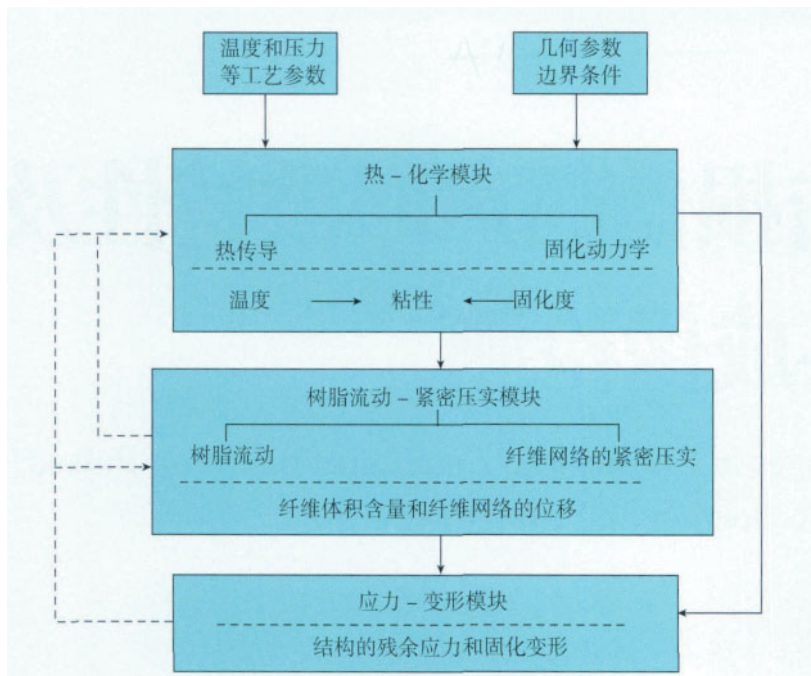 温度和压力
等工艺参数
几何参数
边界条件
热–化学模块
热传导
固化动力学
温度
粘性
固化度
树脂流动–紧密压实模块
树脂流动
纤维网络的紧密压实
纤维体积含量和纤维网络的位移
应力–变形模块
结构的残余应力和固化变形